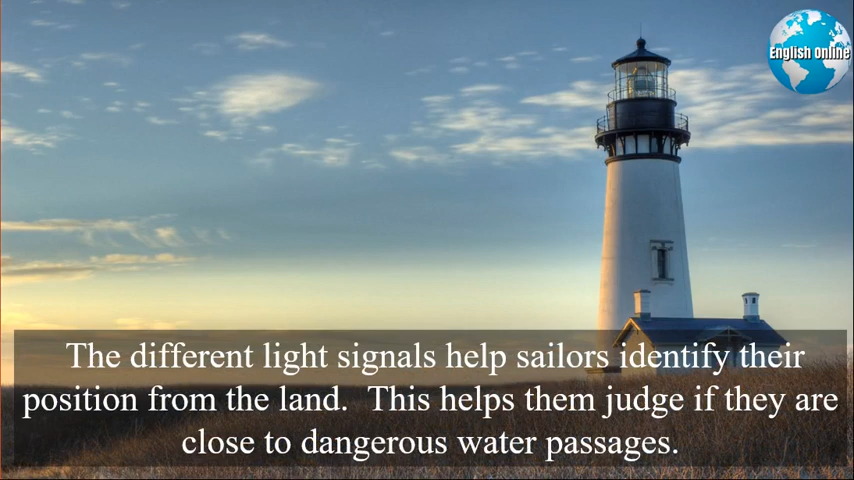 English Online
The different light signals help sailors identify their
position from the land.  This helps them judge if they are
close to dangerous water passages.